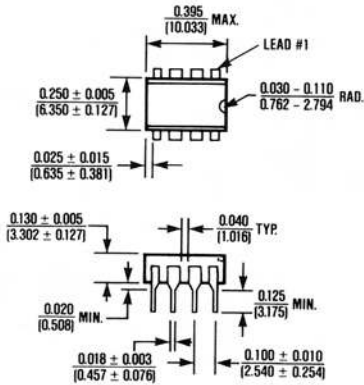 0.395
(10.033)
MAX.
LEAD #1
0.250 ± 0.005
(6.350 ± 0.127)
0.030 - 0.110
0.762 - 2.794
RAD.
0.025 ± 0.015
(0.635 ± 0.381)
0.130 ± 0.005
(3.302 ± 0.127)
0.040
(1.016)
TYP.
0.020
(0.508)
MIN.
0.125
(3.175)
MIN.
0.018 ± 0.003
(0.457 ± 0.076)
0.100 ± 0.010
(2.540 ± 0.254)